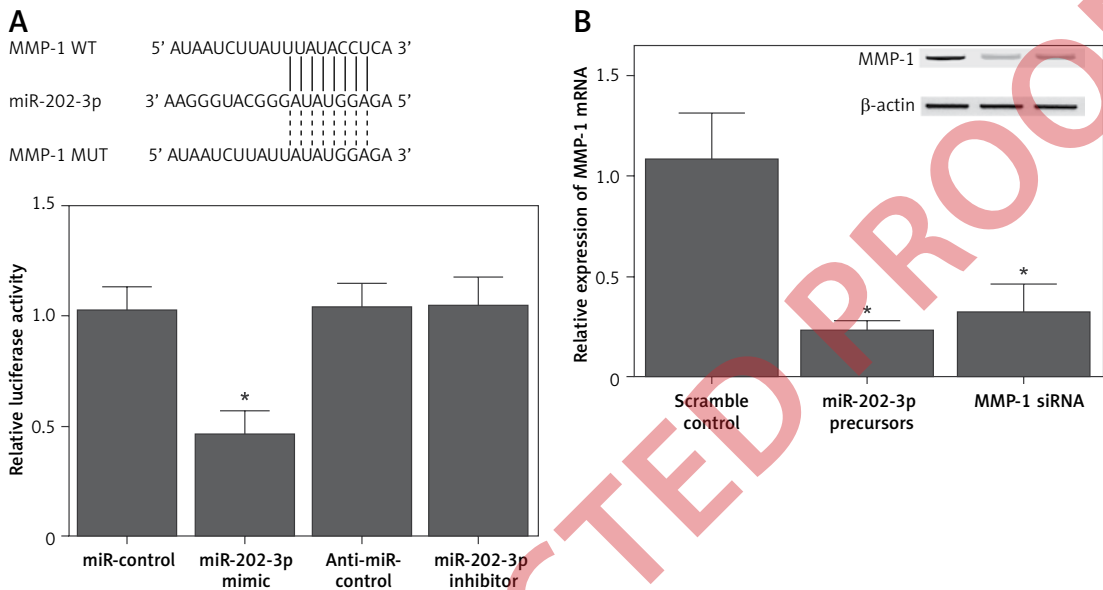 A
MMP-1 WT 5’ AUAAUCUUAUUUAUACCUCA 3’
miR-202-3p 3’ AAGGGUACGGGAUAUGGAGA 5’
MMP-1 MUT 5’ AUAAUCUUAUUAUAUGGAGA 3’
Relative luciferase activity
1.5
1.0
0.5
0
miR-control
miR-202-3p
mimic
Anti-miR-
control
miR-202-3p
inhibitor
*
B
Relative expression of MMP-1 mRNA
1.5
1.0
0.5
0
MMP-1
β-actin
*
*
Scramble
control
miR-202-3p
precursors
MMP-1 siRNA
CTED PROO